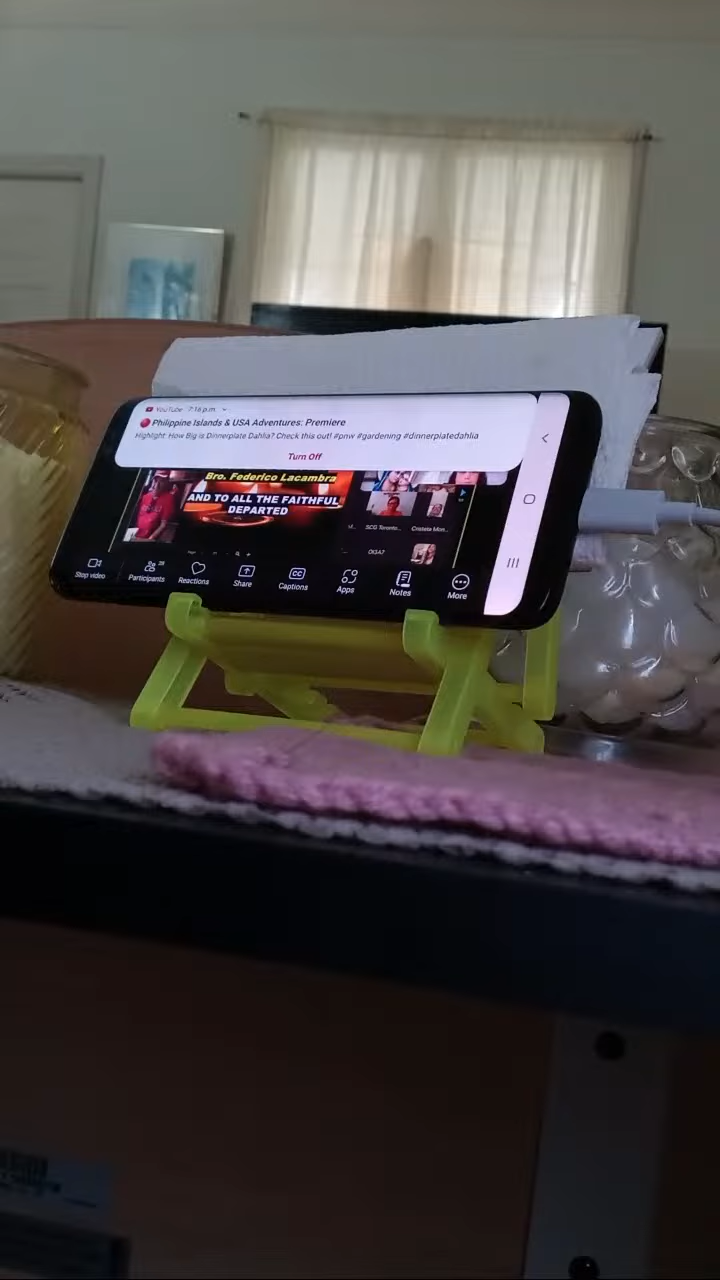 YouTube · 7:16 p.m.
Philippine Islands & USA Adventures: Premiere
Highlight: How Big is Dinnerplate Dahlia? Check this out! #pnw #gardening #dinnerplatedahlia
Turn Off
Bro. Federico Lacambra
AND TO ALL THE FAITHFUL
DEPARTED
SCG Toronto...
Stop video
Participants
Reactions
Share
CC
Captions
Apps
Notes
More